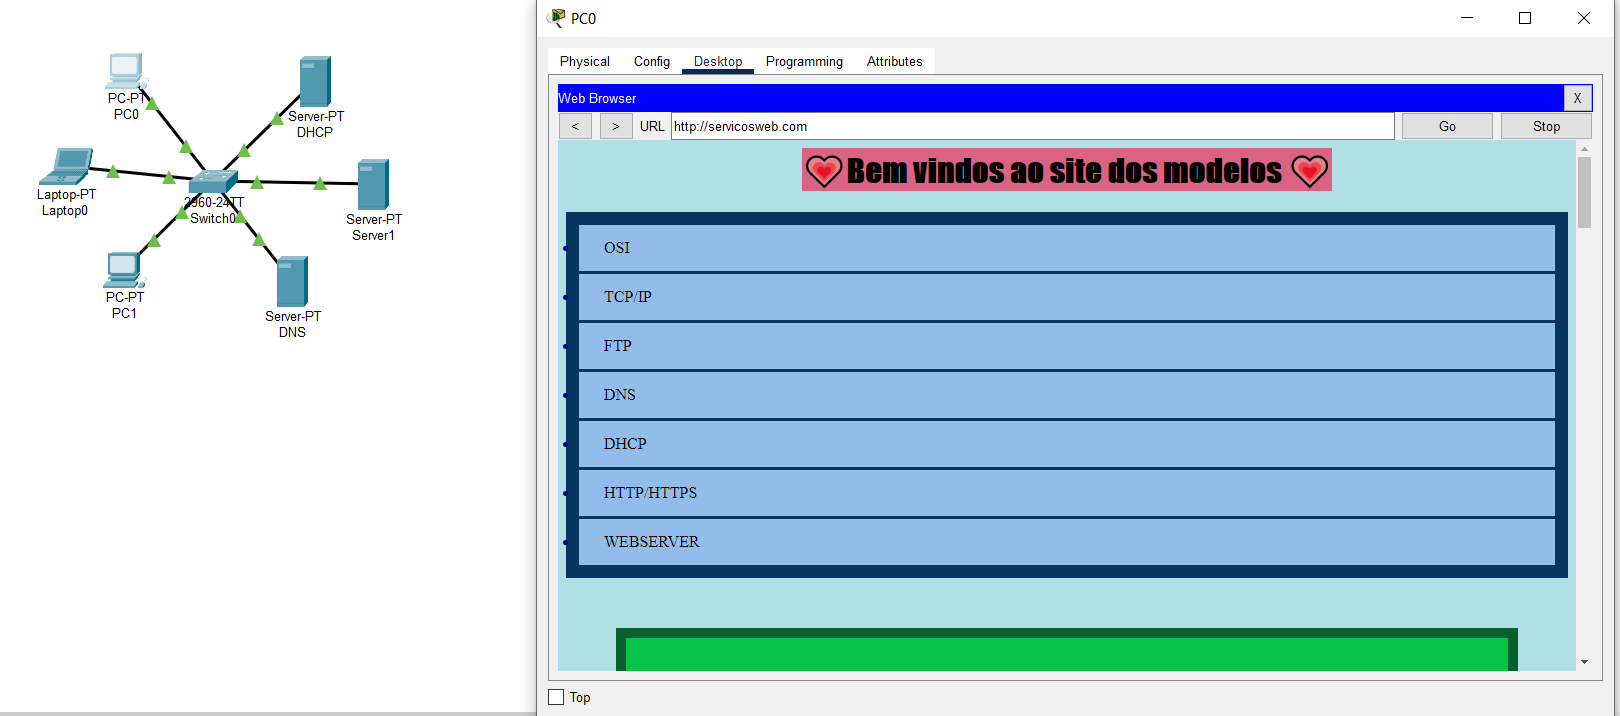 PC-PT
PC0
Server-PT
DHCP
Laptop-PT
Laptop0
2960-24TT
Switch0
Server-PT
Server1
PC-PT
PC1
Server-PT
DNS
PC0
Physical Config Desktop Programming Attributes
Web Browser X
< > URL http://servicosweb.com Go Stop
Bem vindos ao site dos modelos
OSI
TCP/IP
FTP
DNS
DHCP
HTTP/HTTPS
WEBSERVER
Top